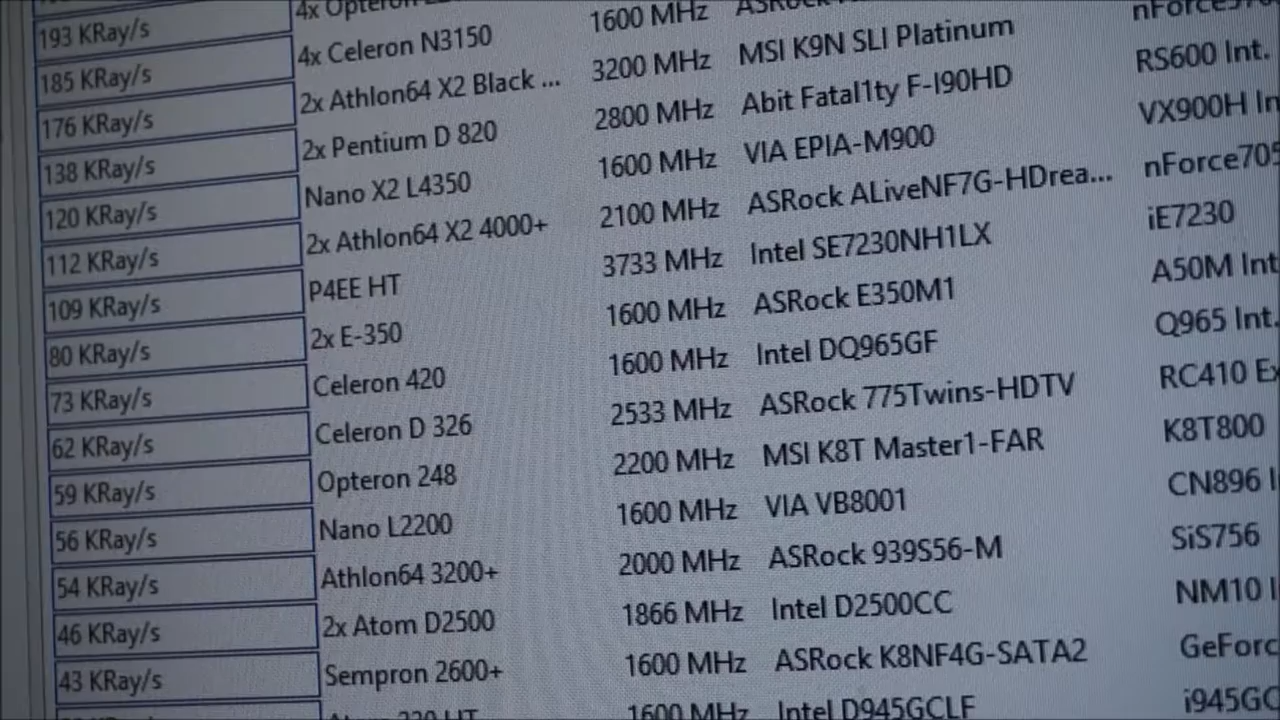 193 KRay/s 4x
185 KRay/s 4x Celeron N3150 1600 MHz ASRock
176 KRay/s 2x Athlon64 X2 Black ... 3200 MHz MSI K9N SLI Platinum
138 KRay/s 2x Pentium D 820 2800 MHz Abit Fatal1ty F-I90HD RS600 Int.
120 KRay/s Nano X2 L4350 1600 MHz VIA EPIA-M900 VX900H In
112 KRay/s 2x Athlon64 X2 4000+ 2100 MHz ASRock ALiveNF7G-HDrea... nForce705
109 KRay/s P4EE HT 3733 MHz Intel SE7230NH1LX iE7230
80 KRay/s 2x E-350 1600 MHz ASRock E350M1 A50M Int
73 KRay/s Celeron 420 1600 MHz Intel DQ965GF Q965 Int.
62 KRay/s Celeron D 326 2533 MHz ASRock 775Twins-HDTV RC410 Ex
59 KRay/s Opteron 248 2200 MHz MSI K8T Master1-FAR K8T800
56 KRay/s Nano L2200 1600 MHz VIA VB8001 CN896 I
54 KRay/s Athlon64 3200+ 2000 MHz ASRock 939S56-M SiS756
46 KRay/s 2x Atom D2500 1866 MHz Intel D2500CC NM10 I
43 KRay/s Sempron 2600+ 1600 MHz ASRock K8NF4G-SATA2 GeForc
1600 MHz Intel D945GCLF i945GC